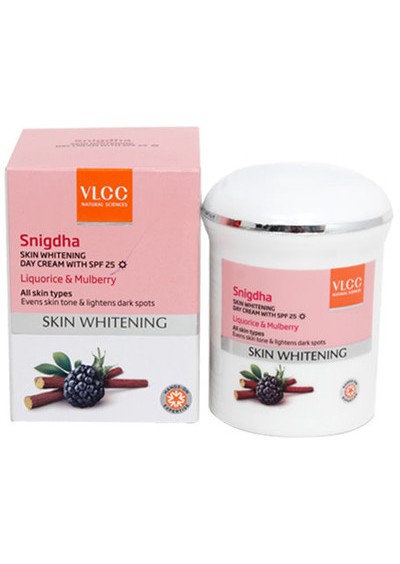 Snigdha
VLCC
NATURAL SCIENCES
Snigdha
SKIN WHITENING
DAY CREAM WITH SPF 25
Liquorice & Mulberry
All skin types
Evens skin tone & lightens dark spots
SKIN WHITENING
VLCC
NATURAL SCIENCES
Snigdha
SKIN WHITENING
DAY CREAM WITH SPF 25
Liquorice & Mulberry
All skin types
Evens skin tone & lightens dark spots
SKIN WHITENING